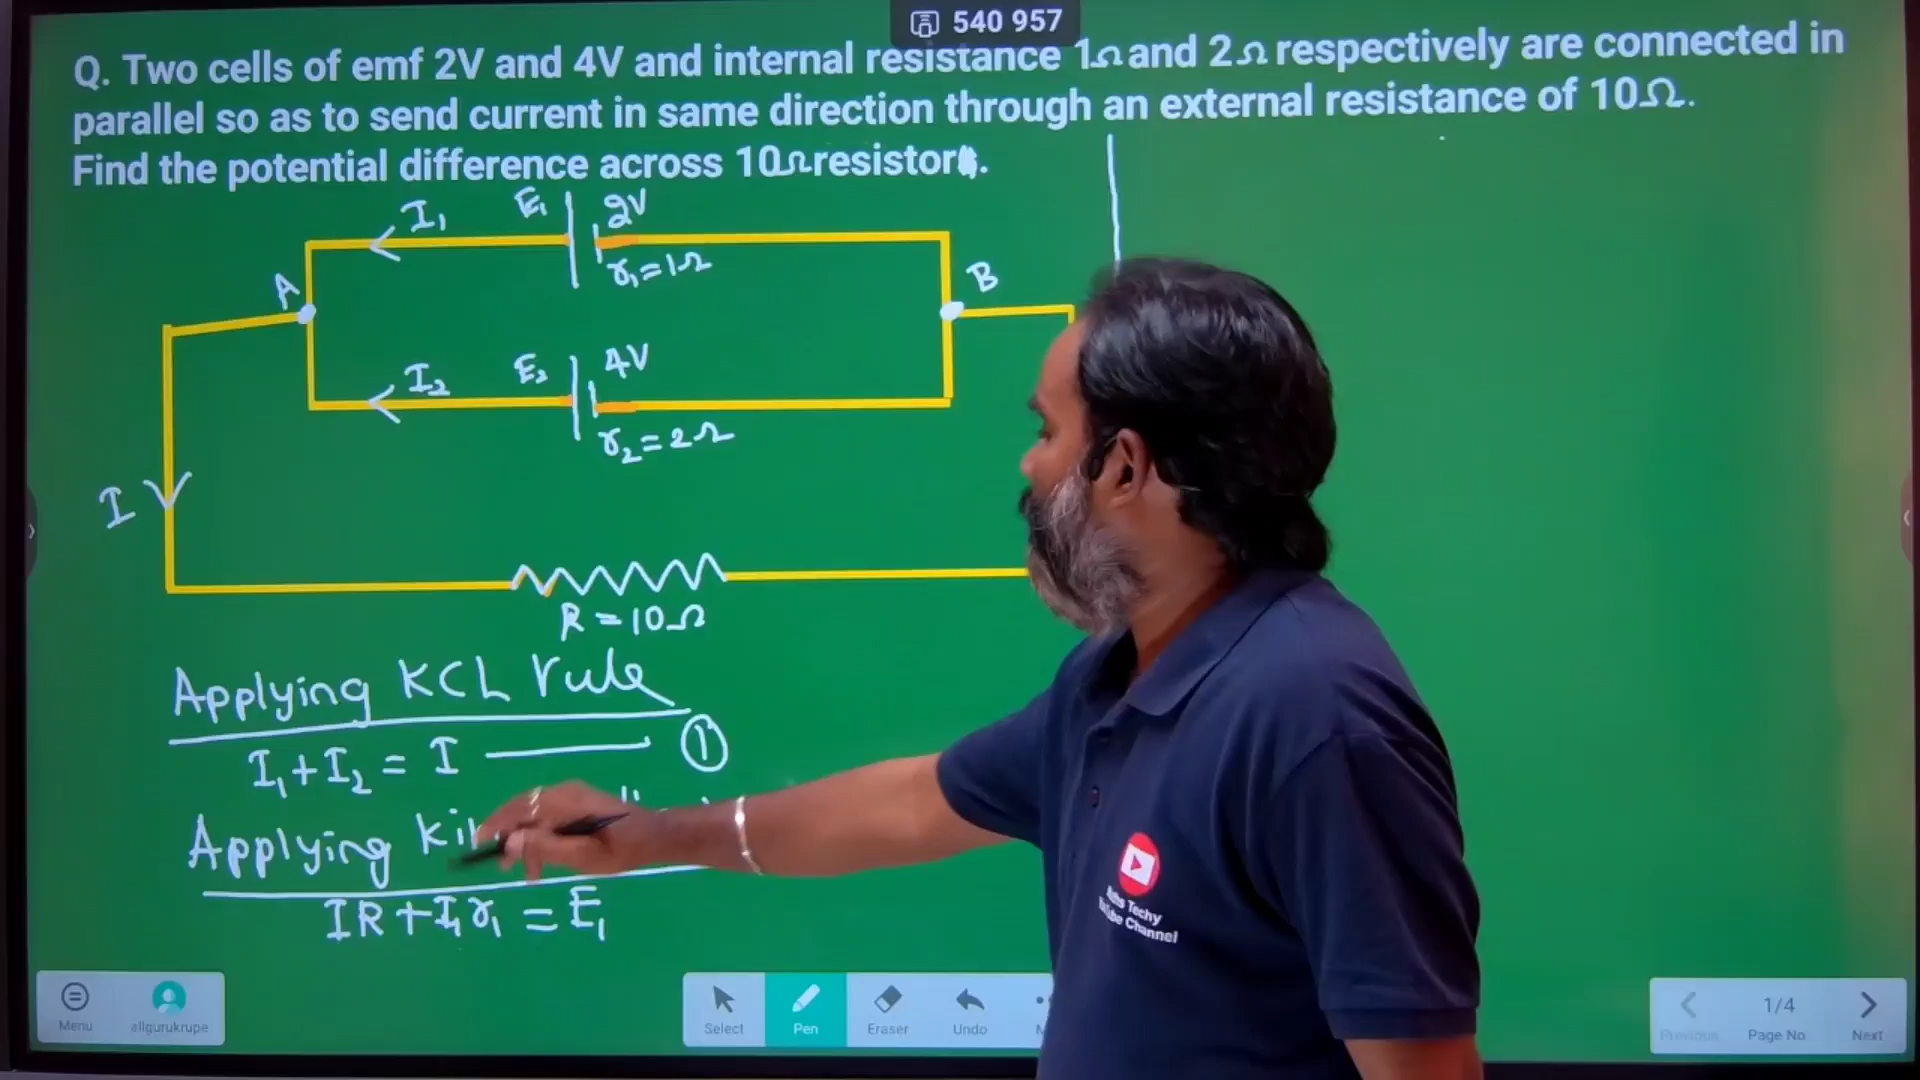 540 957
Q. Two cells of emf 2V and 4V and internal resistance 1Ω and 2Ω respectively are connected in
parallel so as to send current in same direction through an external resistance of 10Ω.
Find the potential difference across 10Ω resistor.
I₁ E₁ 2V
r₁=1Ω
A B
I₂ E₂ 4V
r₂=2Ω
I
R=10Ω
Applying KCL rule
I₁+I₂ = I ①
Applying
IR+I₁r₁ = E₁
Techy
Channel
Menu allgurukrupe Select Pen Eraser Undo Previous 1/4 Page No Next